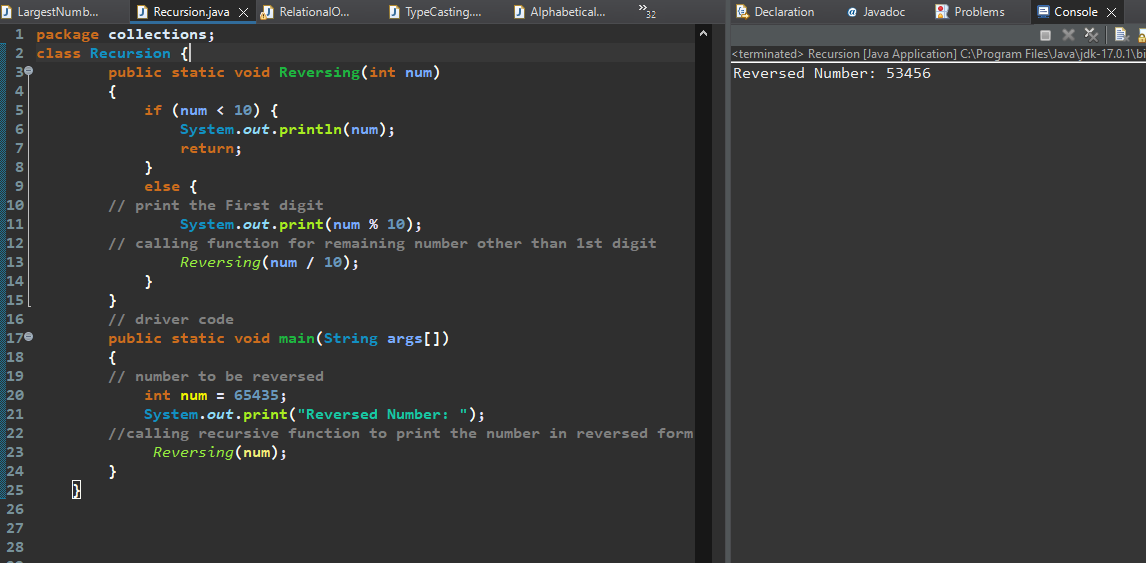 LargestNumb... Recursion.java RelationalO... TypeCasting.... Alphabetical... »32
1 package collections;
2 class Recursion {
3 public static void Reversing(int num)
4 {
5 if (num < 10) {
6 System.out.println(num);
7 return;
8 }
9 else {
10 // print the First digit
11 System.out.print(num % 10);
12 // calling function for remaining number other than 1st digit
13 Reversing(num / 10);
14 }
15 }
16 // driver code
17 public static void main(String args[])
18 {
19 // number to be reversed
20 int num = 65435;
21 System.out.print("Reversed Number: ");
22 //calling recursive function to print the number in reversed form
23 Reversing(num);
24 }
25 }
26
27
28
Declaration Javadoc Problems Console
<terminated> Recursion [Java Application] C:\Program Files\Java\jdk-17.0.1\bi
Reversed Number: 53456